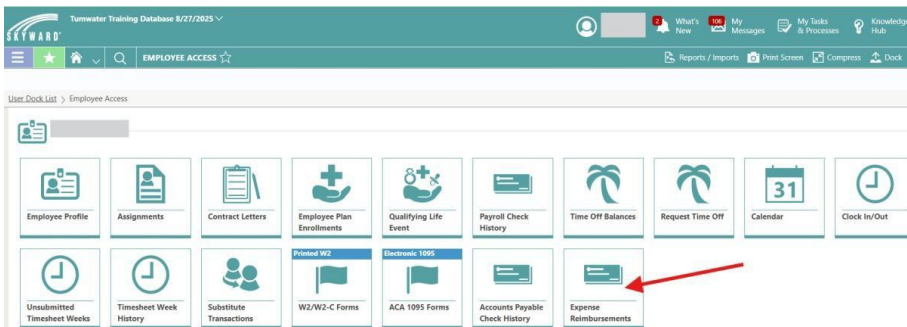 Tumwater Training Database 8/27/2025
SKYWARD
2 What's New
106 My Messages
My Tasks & Processes
Knowledge Hub
EMPLOYEE ACCESS
Reports / Imports Print Screen Compress Dock
User Dock List > Employee Access
Employee Profile
Assignments
Contract Letters
Employee Plan Enrollments
Qualifying Life Event
Payroll Check History
Time Off Balances
Request Time Off
31
Calendar
Clock In/Out
Unsubmitted Timesheet Weeks
Timesheet Week History
Substitute Transactions
Printed W2
W2/W2-C Forms
Electronic 1095
ACA 1095 Forms
Accounts Payable Check History
Expense Reimbursements